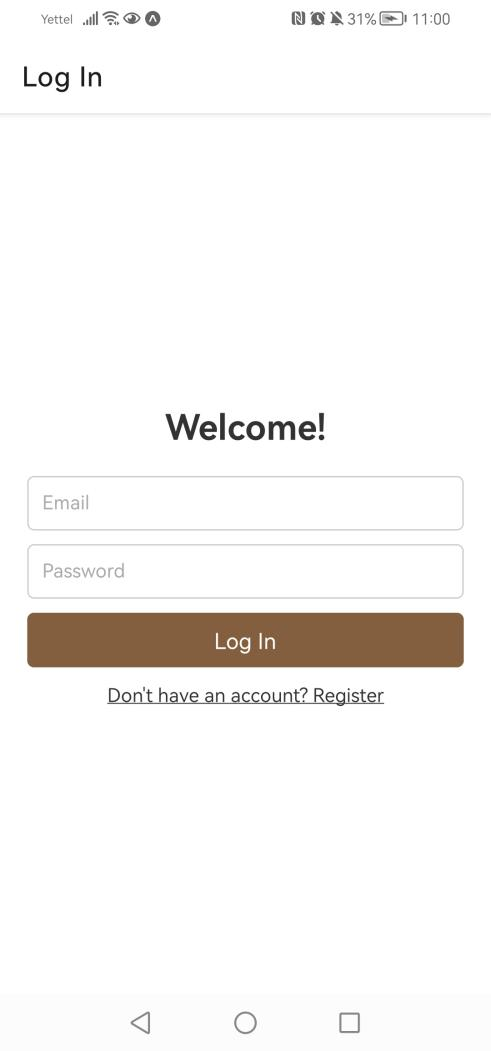 Yettel 31% 11:00
Log In
Welcome!
Email
Password
Log In
Don't have an account? Register